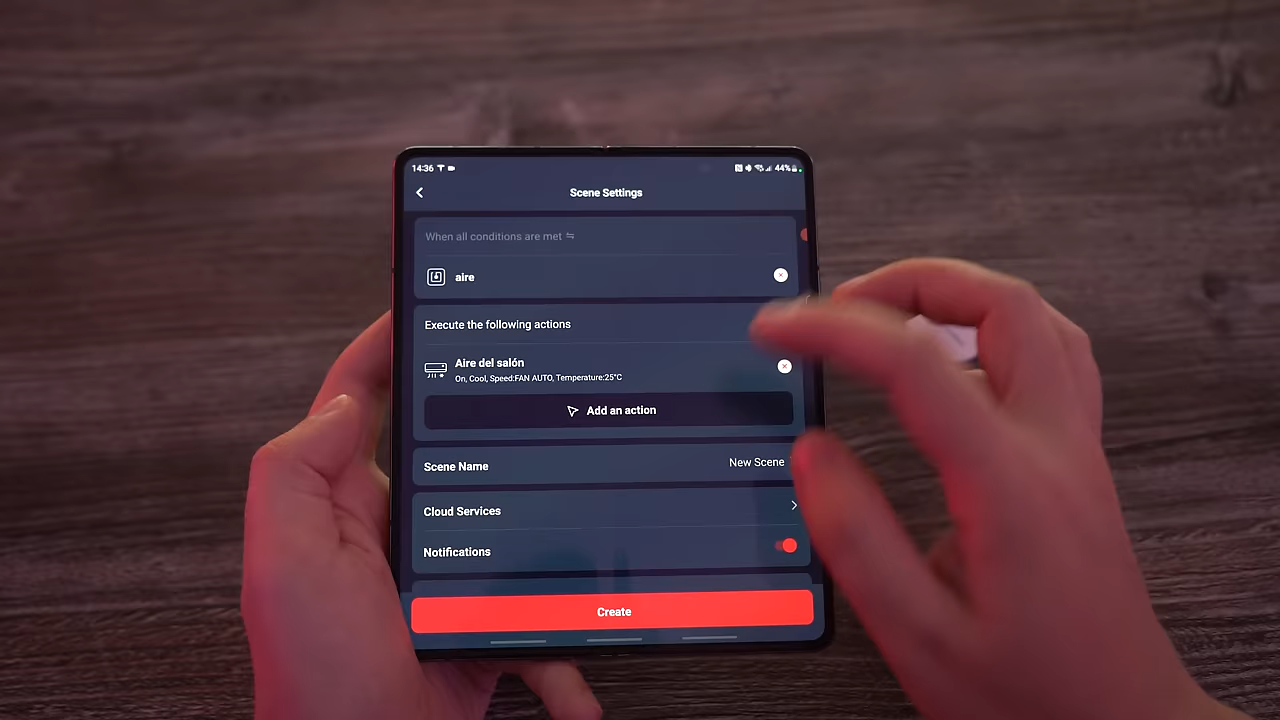 14:36
44%
Scene Settings
When all conditions are met
aire
Execute the following actions
Aire del salón
On, Cool, Speed:FAN AUTO, Temperature:25°C
Add an action
Scene Name
New Scene
Cloud Services
Notifications
Create